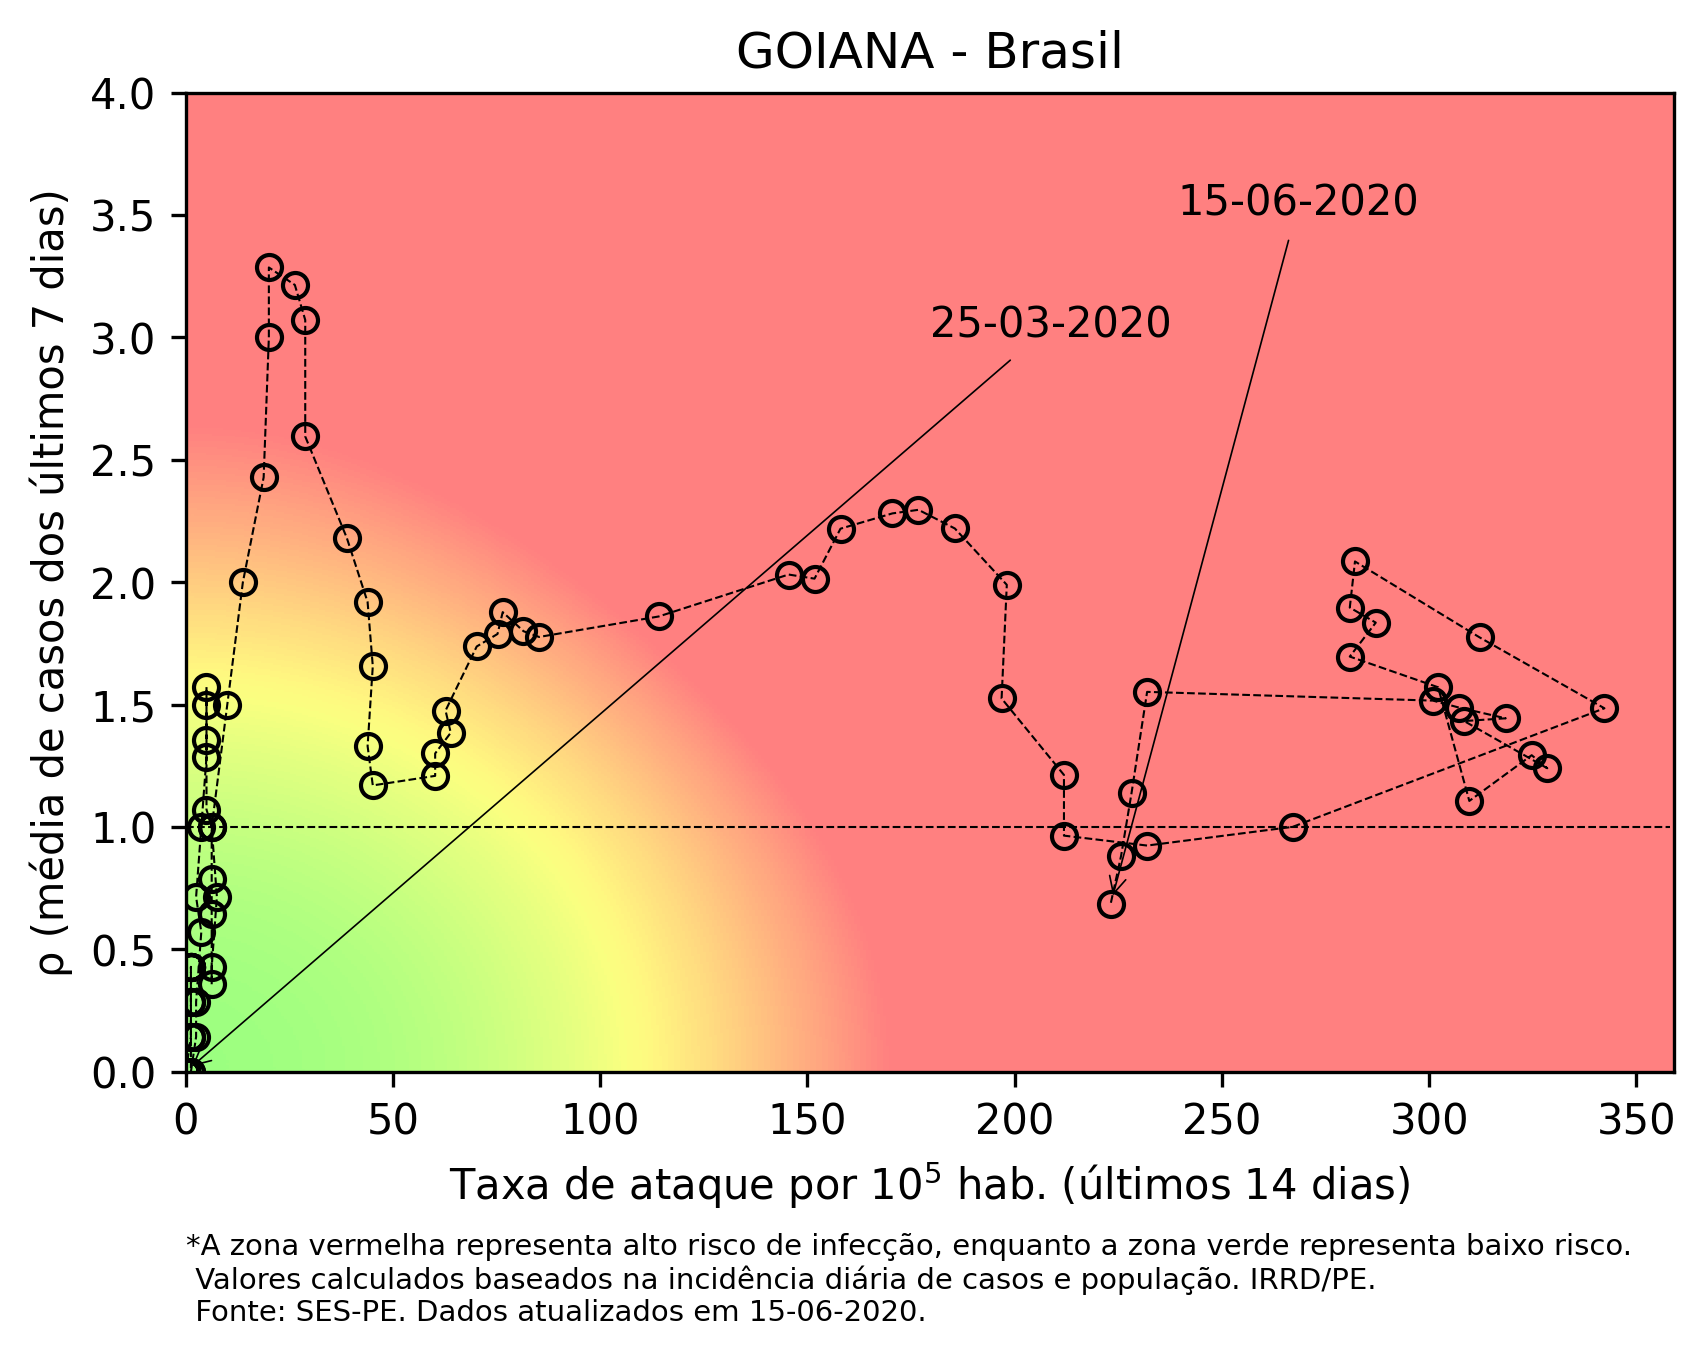 GOIANA - Brasil
4.0
3.5
3.0
2.5
2.0
1.5
1.0
0.5
0.0
ρ (média de casos dos últimos 7 dias)
15-06-2020
25-03-2020
0 50 100 150 200 250 300 350
Taxa de ataque por 10⁵ hab. (últimos 14 dias)
*A zona vermelha representa alto risco de infecção, enquanto a zona verde representa baixo risco.
Valores calculados baseados na incidência diária de casos e população. IRRD/PE.
Fonte: SES-PE. Dados atualizados em 15-06-2020.